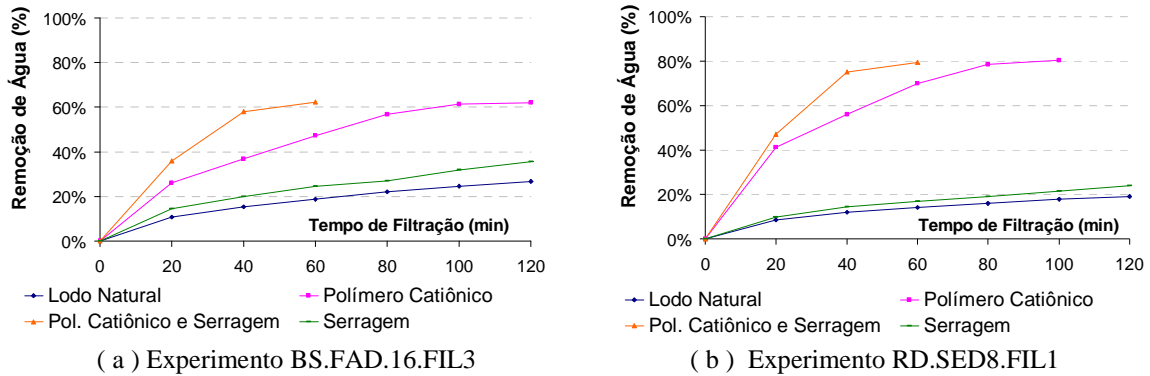 Remoção de Água (%)
100%
80%
60%
40%
20%
0%
Tempo de Filtração (min)
0 20 40 60 80 100 120
Lodo Natural
Polímero Catiônico
Pol. Catiônico e Serragem
Serragem
( a ) Experimento BS.FAD.16.FIL3
Remoção de Água (%)
100%
80%
60%
40%
20%
0%
Tempo de Filtração (min)
0 20 40 60 80 100 120
Lodo Natural
Polímero Catiônico
Pol. Catiônico e Serragem
Serragem
( b ) Experimento RD.SED8.FIL1